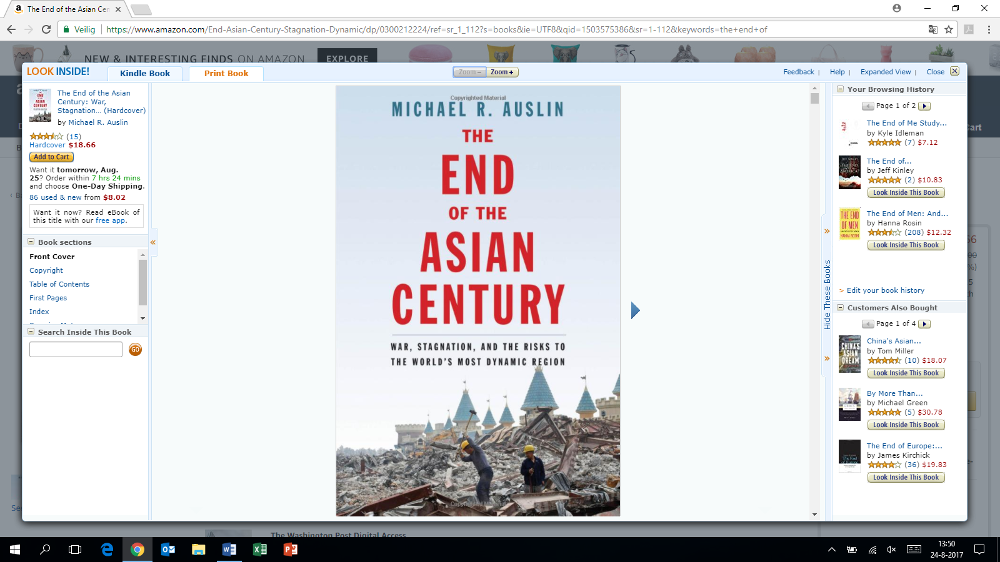 The End of the Asian Cen
Veilig
https://www.amazon.com/End-Asian-Century-Stagnation-Dynamic/dp/0300212224/ref=sr_1_112?s=books&ie=UTF8&qid=1503575386&sr=1-112&keywords=the+end+of
NEW & INTERESTING FINDS ON AMAZON EXPLORE
LOOK INSIDE!
Kindle Book
Print Book
Zoom −
Zoom +
Feedback |
Help |
Expanded View |
Close
The End of the Asian
Century: War,
Stagnation... (Hardcover)
by Michael R. Auslin
(15)
Hardcover $18.66
Add to Cart
Want it tomorrow, Aug.
25? Order within 7 hrs 24 mins
and choose One-Day Shipping.
86 used & new from $8.02
Want it now? Read eBook of
this title with our free app.
Book sections
Front Cover
Copyright
Table of Contents
First Pages
Index
Search Inside This Book
GO
Copyrighted Material
MICHAEL R. AUSLIN
THE
END
OF THE
ASIAN
CENTURY
WAR, STAGNATION, AND THE RISKS TO
THE WORLD'S MOST DYNAMIC REGION
Copyrighted Material
Hide These Books
Your Browsing History
Page 1 of 2
The End of Me Study...
by Kyle Idleman
(7) $7.12
The End of...
by Jeff Kinley
(2) $10.83
Look Inside This Book
THE END
OF MEN
HANNA ROSIN
The End of Men: And...
by Hanna Rosin
(208) $12.32
Look Inside This Book
> Edit your book history
Customers Also Bought
Page 1 of 4
CHINA'S
ASIAN
DREAM
China's Asian...
by Tom Miller
(10) $18.07
Look Inside This Book
By More Than...
by Michael Green
(5) $30.78
Look Inside This Book
The End of Europe:...
by James Kirchick
(36) $19.83
Look Inside This Book
The Washington Post Digital Access
13:50
24-8-2017